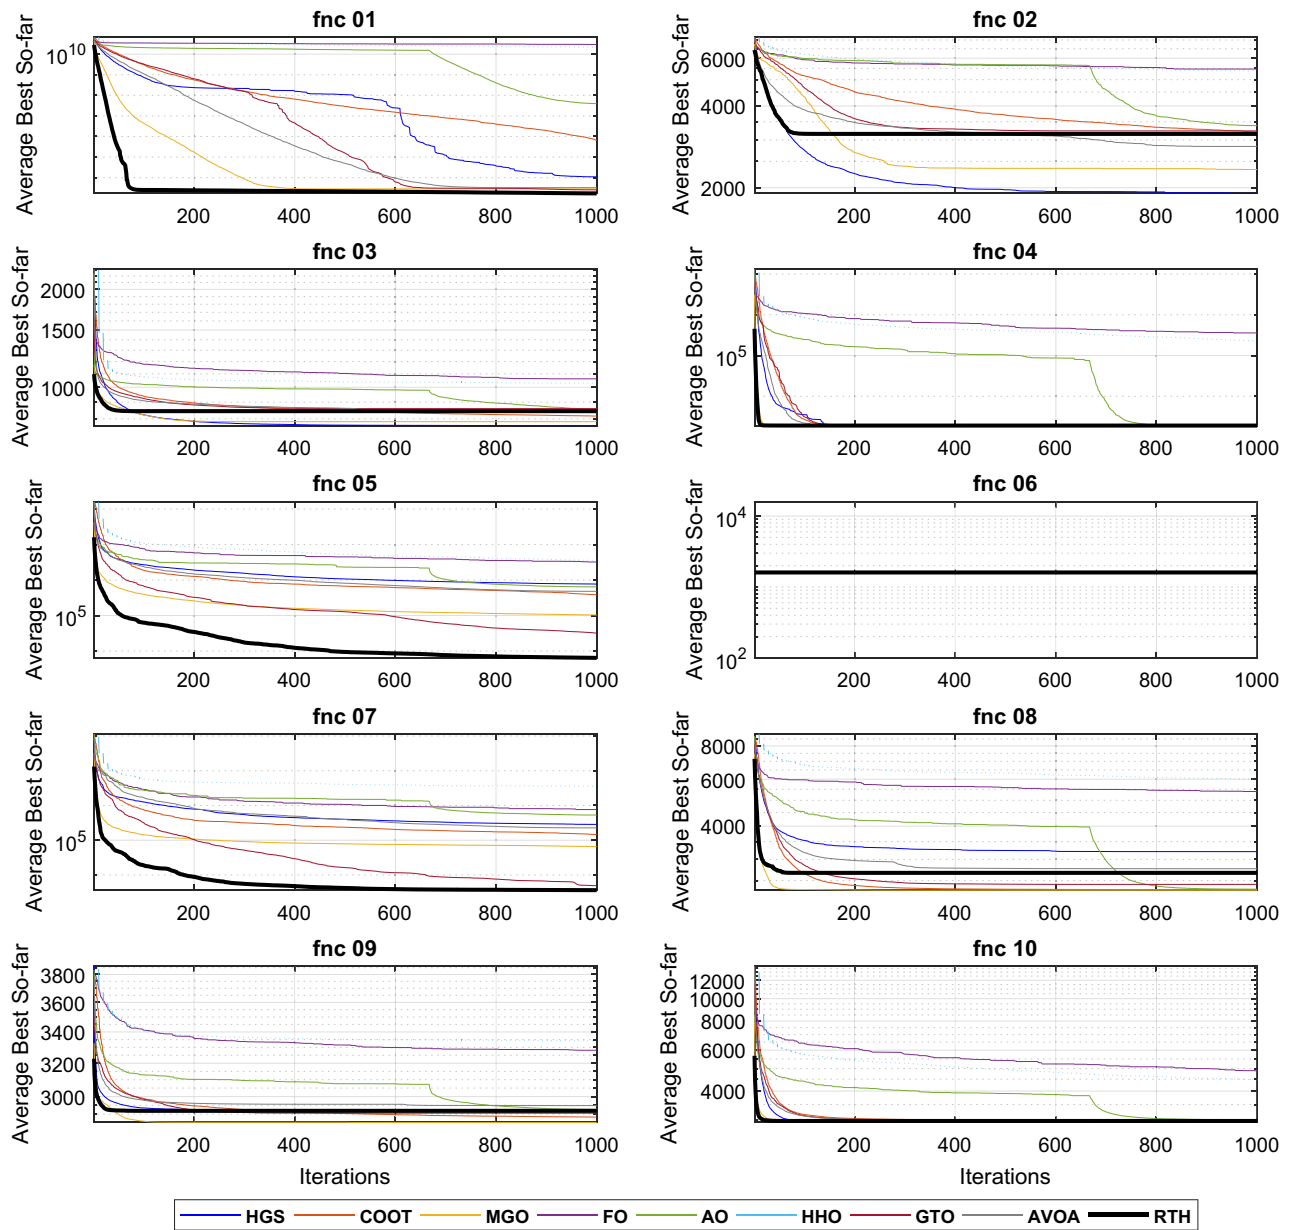 fnc 01
Average Best So-far
10^10
200 400 600 800 1000
fnc 02
Average Best So-far
6000
4000
2000
200 400 600 800 1000
fnc 03
Average Best So-far
2000
1500
1000
200 400 600 800 1000
fnc 04
Average Best So-far
10^5
200 400 600 800 1000
fnc 05
Average Best So-far
10^5
200 400 600 800 1000
fnc 06
Average Best So-far
10^4
10^2
200 400 600 800 1000
fnc 07
Average Best So-far
10^5
200 400 600 800 1000
fnc 08
Average Best So-far
8000
6000
4000
200 400 600 800 1000
fnc 09
Average Best So-far
3800
3600
3400
3200
3000
200 400 600 800 1000
Iterations
fnc 10
Average Best So-far
12000
10000
8000
6000
4000
200 400 600 800 1000
Iterations
HGS COOT MGO FO AO HHO GTO AVOA RTH